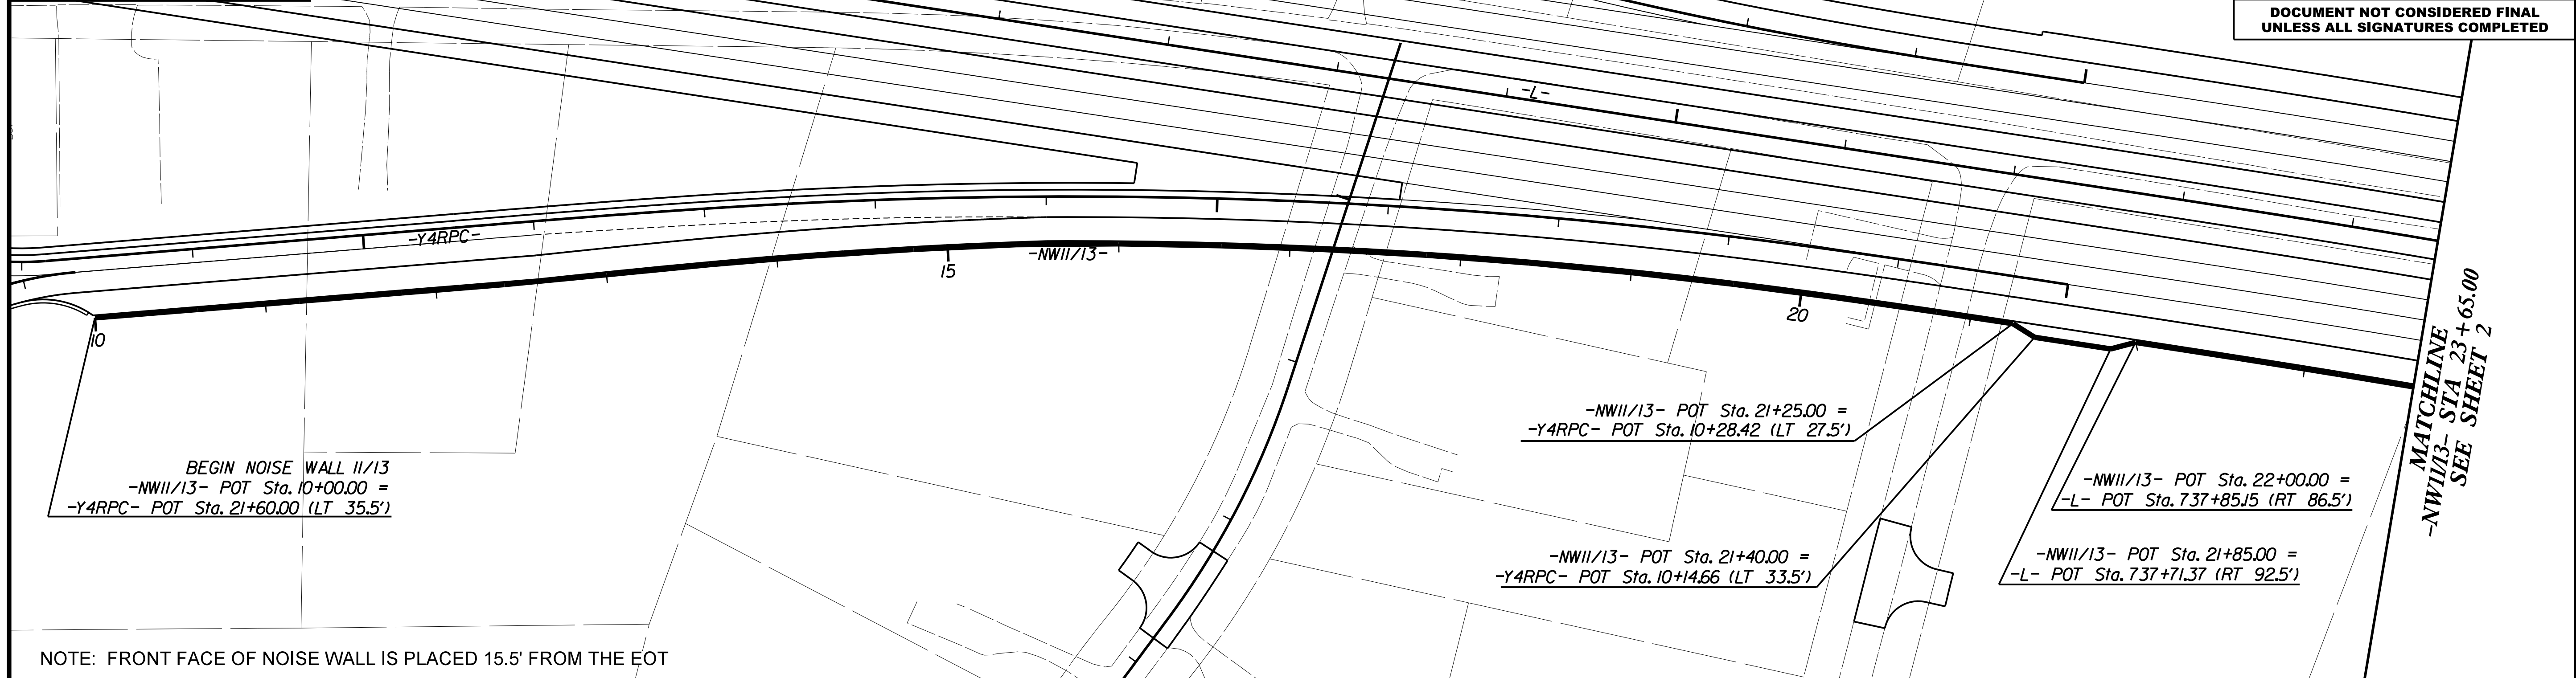 DOCUMENT NOT CONSIDERED FINAL
UNLESS ALL SIGNATURES COMPLETED
-L-
-Y4RPC-
-NW11/13-
10
15
20
BEGIN NOISE WALL 11/13
-NW11/13- POT Sta. 10+00.00 =
-Y4RPC- POT Sta. 21+60.00 (LT 35.5')
-NW11/13- POT Sta. 21+25.00 =
-Y4RPC- POT Sta. 10+28.42 (LT 27.5')
-NW11/13- POT Sta. 21+40.00 =
-Y4RPC- POT Sta. 10+14.66 (LT 33.5')
-NW11/13- POT Sta. 22+00.00 =
-L- POT Sta. 737+85.15 (RT 86.5')
-NW11/13- POT Sta. 21+85.00 =
-L- POT Sta. 737+71.37 (RT 92.5')
MATCHLINE
-NW11/13- STA 23+65.00
SEE SHEET 2
NOTE: FRONT FACE OF NOISE WALL IS PLACED 15.5' FROM THE EOT